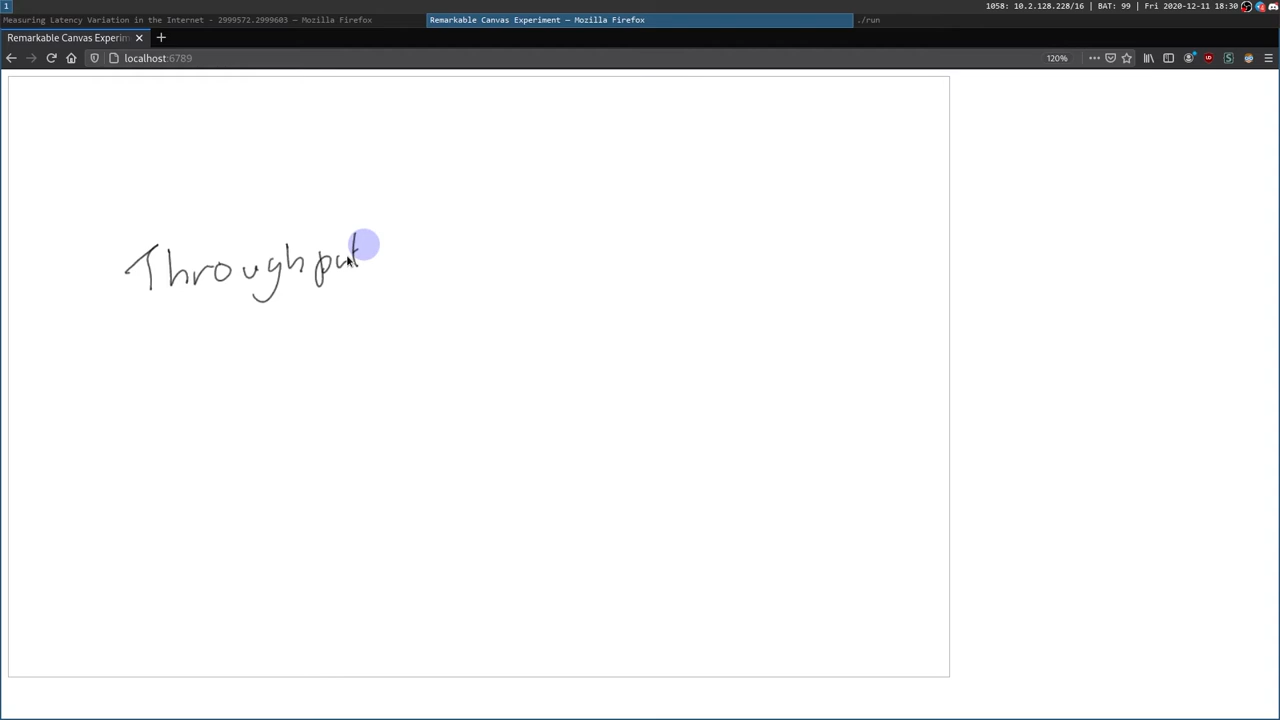 1
1058: 10.2.128.228/16 | BAT: 99 | Fri 2020-12-11 18:30
Measuring Latency Variation in the Internet - 2999572.2999603 — Mozilla Firefox
Remarkable Canvas Experiment — Mozilla Firefox
./run
Remarkable Canvas Experim
localhost:6789
120%
Throughput